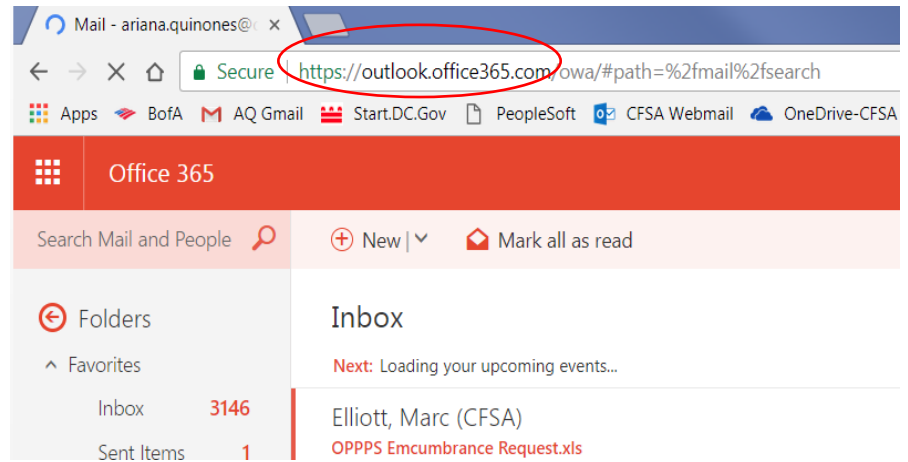 Mail - ariana.quinones@
Secure | https://outlook.office365.com/owa/#path=%2fmail%2fsearch
Apps BofA AQ Gmail Start.DC.Gov PeopleSoft CFSA Webmail OneDrive-CFSA
Office 365
Search Mail and People New | Mark all as read
Folders
Inbox
Favorites
Next: Loading your upcoming events...
Inbox 3146
Elliott, Marc (CFSA)
Sent Items 1
OPPPS Emcumbrance Request.xls